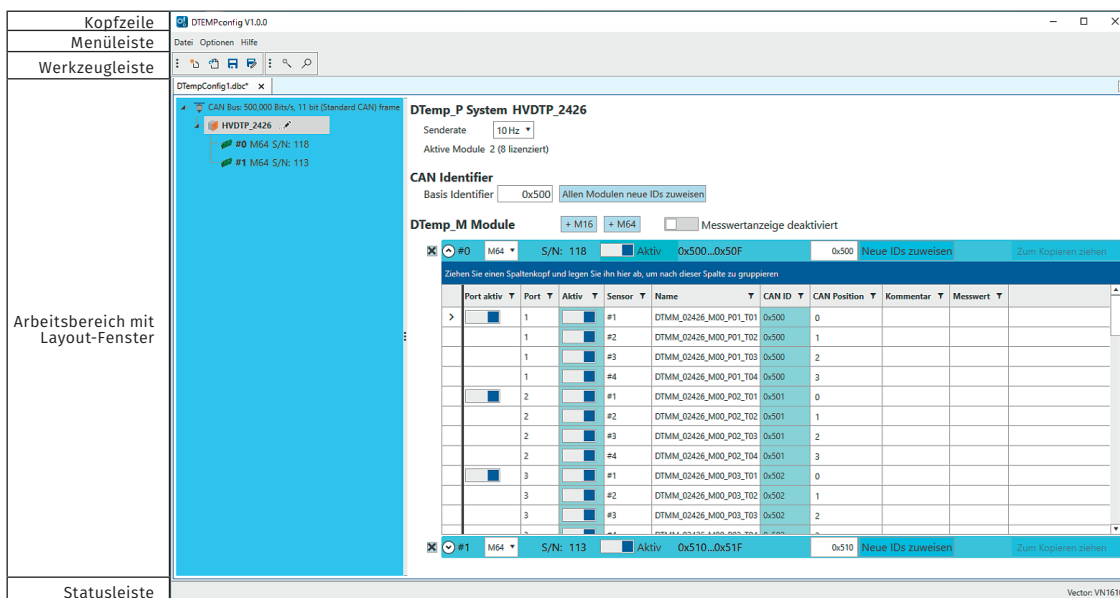 Kopfzeile
DTEMPconfig V1.0.0
Menüleiste
Datei Optionen Hilfe
Werkzeugleiste
DTempConfig1.dbc* x
Arbeitsbereich mit
Layout-Fenster
CAN Bus: 500,000 Bits/s, 11 bit (Standard CAN) frame
HVDTP_2426
#0 M64 S/N: 118
#1 M64 S/N: 113
DTemp_P System HVDTP_2426
Senderate 10 Hz
Aktive Module 2 (8 lizenziert)
CAN Identifier
Basis Identifier 0x500 Allen Modulen neue IDs zuweisen
DTemp_M Module + M16 + M64 Messwertanzeige deaktiviert
#0 M64 S/N: 118 Aktiv 0x500...0x50F 0x500 Neue IDs zuweisen Zum Kopieren ziehen
Ziehen Sie einen Spaltenkopf und legen Sie ihn hier ab, um nach dieser Spalte zu gruppieren
Port aktiv Port Aktiv Sensor Name CAN ID CAN Position Kommentar Messwert
1 #1 DTMM_02426_M00_P01_T01 0x500 0
1 #2 DTMM_02426_M00_P01_T02 0x500 1
1 #3 DTMM_02426_M00_P01_T03 0x500 2
1 #4 DTMM_02426_M00_P01_T04 0x500 3
2 #1 DTMM_02426_M00_P02_T01 0x501 0
2 #2 DTMM_02426_M00_P02_T02 0x501 1
2 #3 DTMM_02426_M00_P02_T03 0x501 2
2 #4 DTMM_02426_M00_P02_T04 0x501 3
3 #1 DTMM_02426_M00_P03_T01 0x502 0
3 #2 DTMM_02426_M00_P03_T02 0x502 1
3 #3 DTMM_02426_M00_P03_T03 0x502 2
#1 M64 S/N: 113 Aktiv 0x510...0x51F 0x510 Neue IDs zuweisen Zum Kopieren ziehen
Statusleiste
Vector: